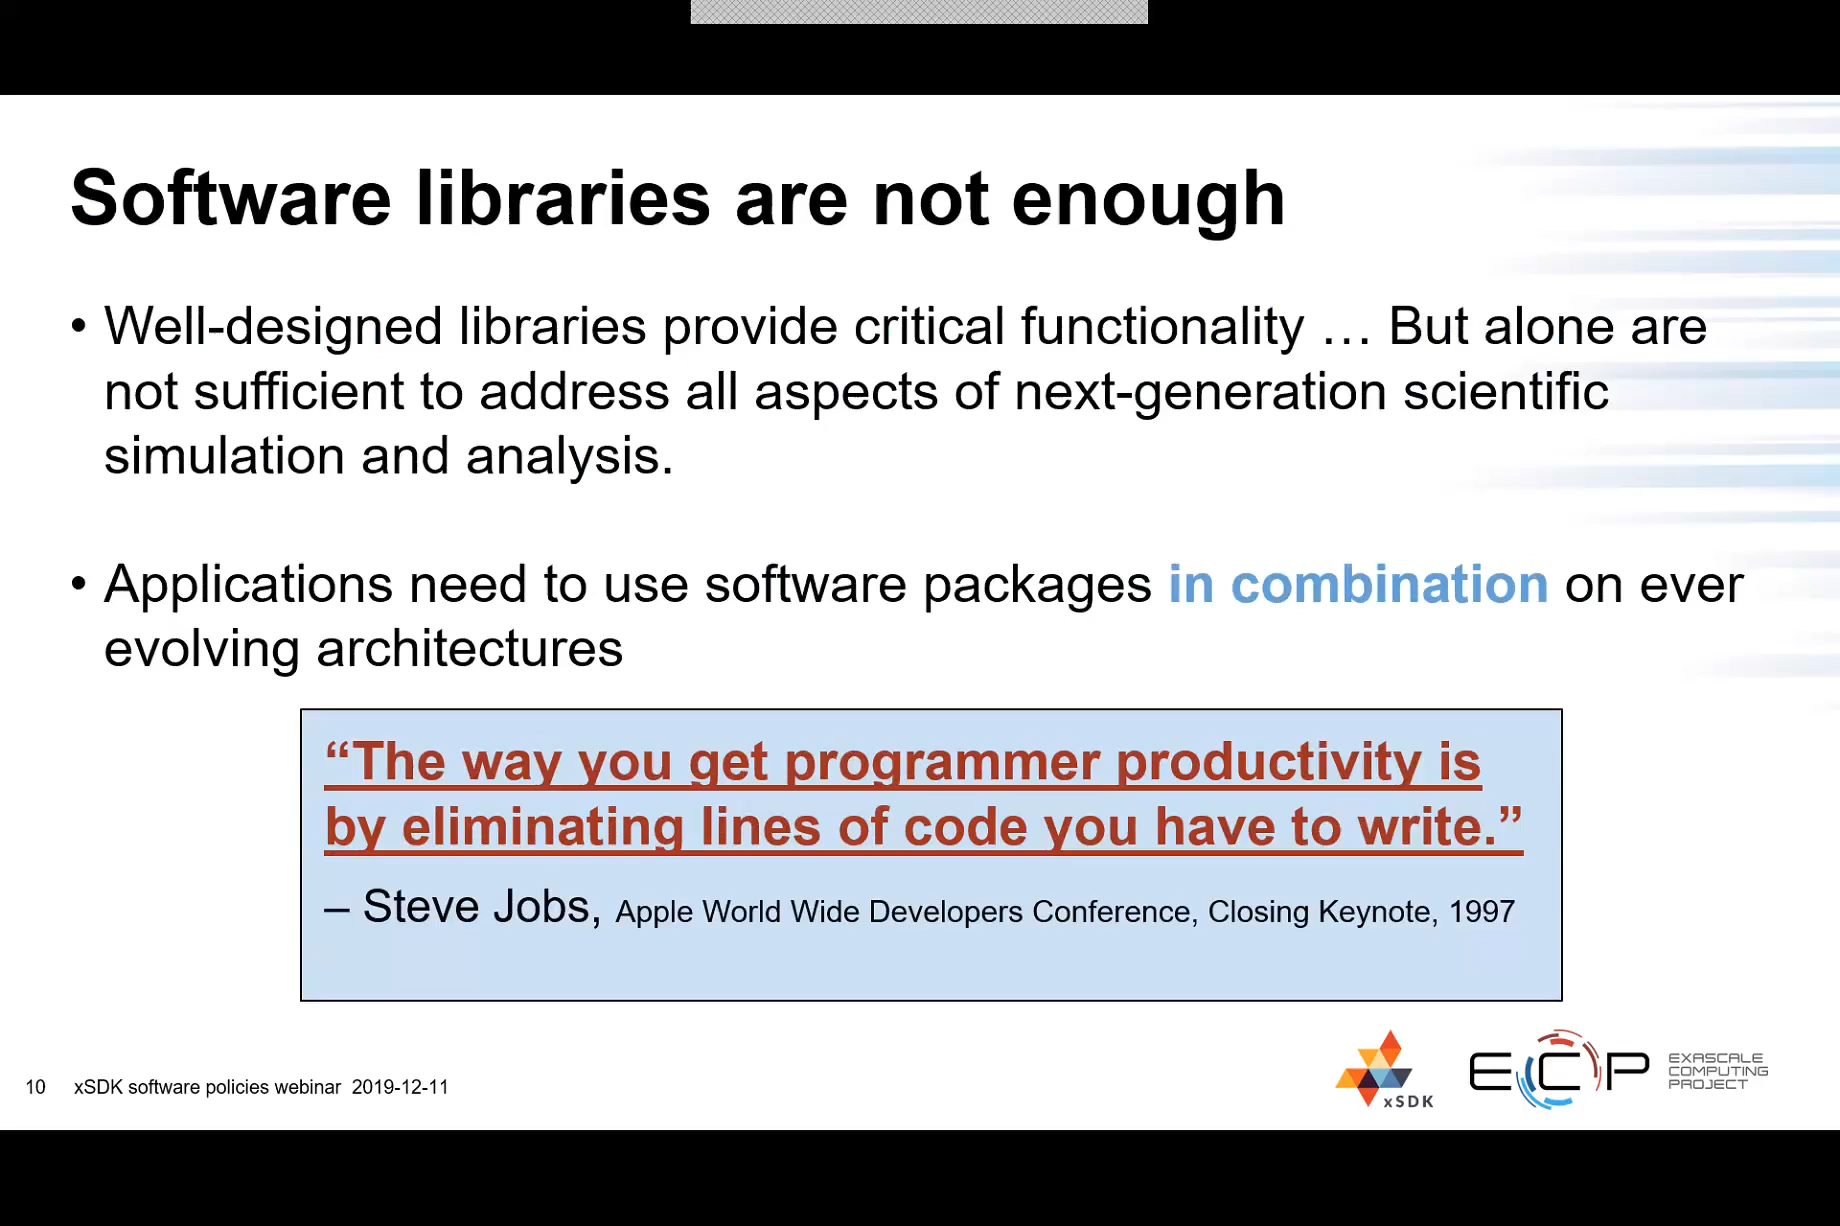 Software libraries are not enough
• Well-designed libraries provide critical functionality … But alone are
not sufficient to address all aspects of next-generation scientific
simulation and analysis.
• Applications need to use software packages in combination on ever
evolving architectures
“The way you get programmer productivity is
by eliminating lines of code you have to write.”
– Steve Jobs, Apple World Wide Developers Conference, Closing Keynote, 1997
10 xSDK software policies webinar 2019-12-11
xSDK
ECP
EXASCALE
COMPUTING
PROJECT